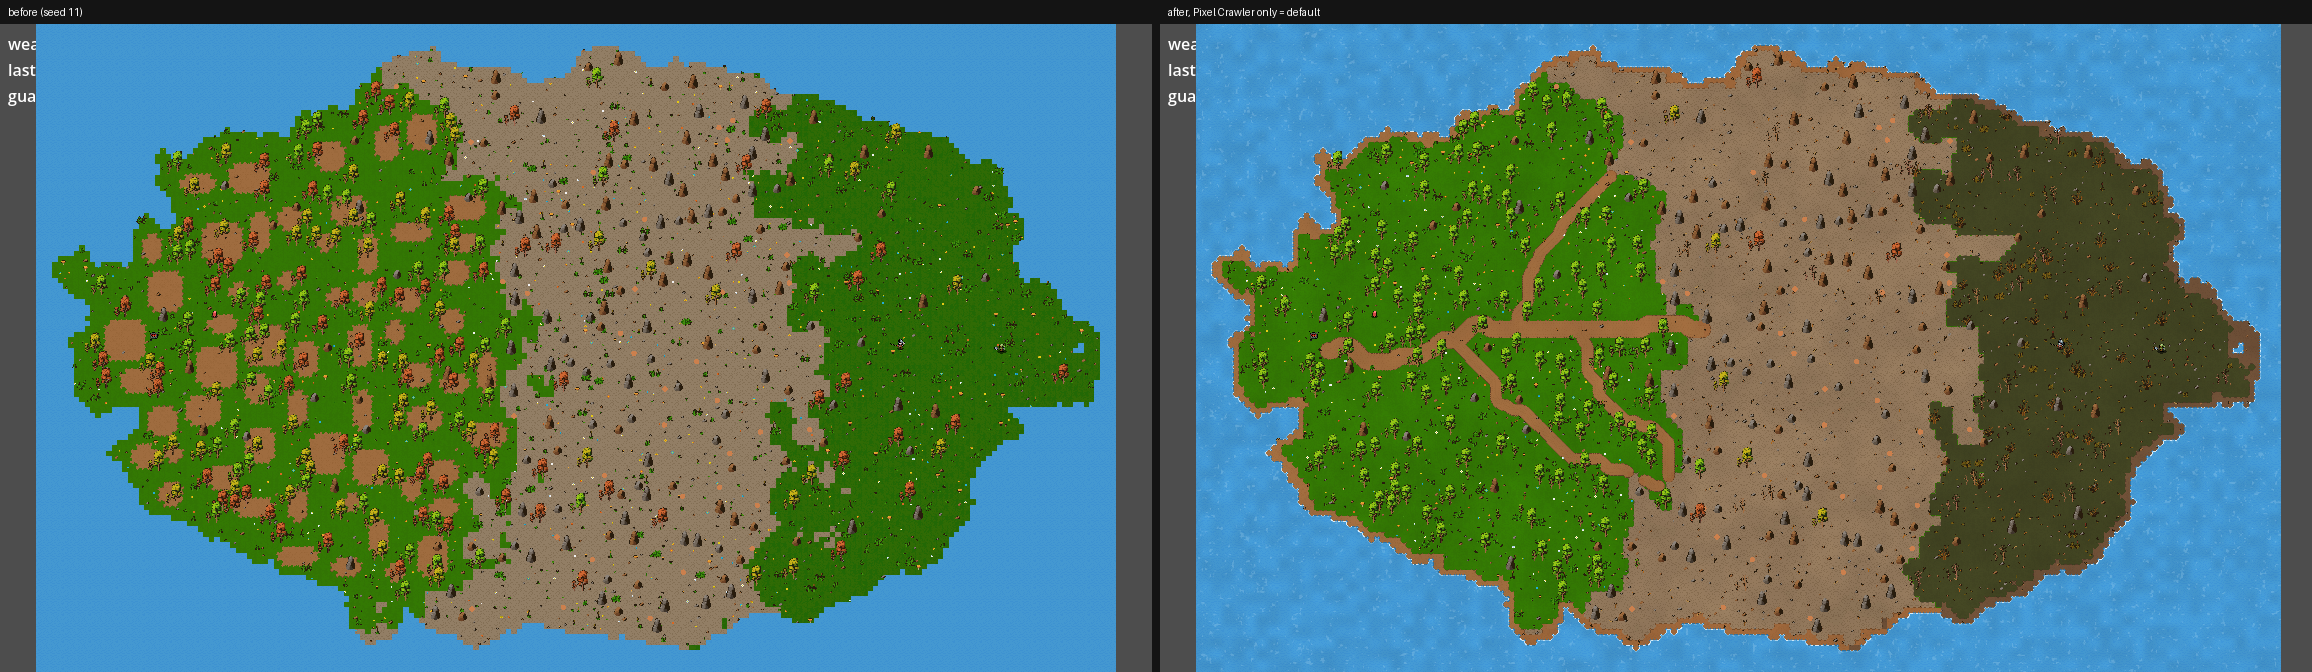 before (seed 11)
after, Pixel Crawler only = default
wea
last
gua
wea
last
gua